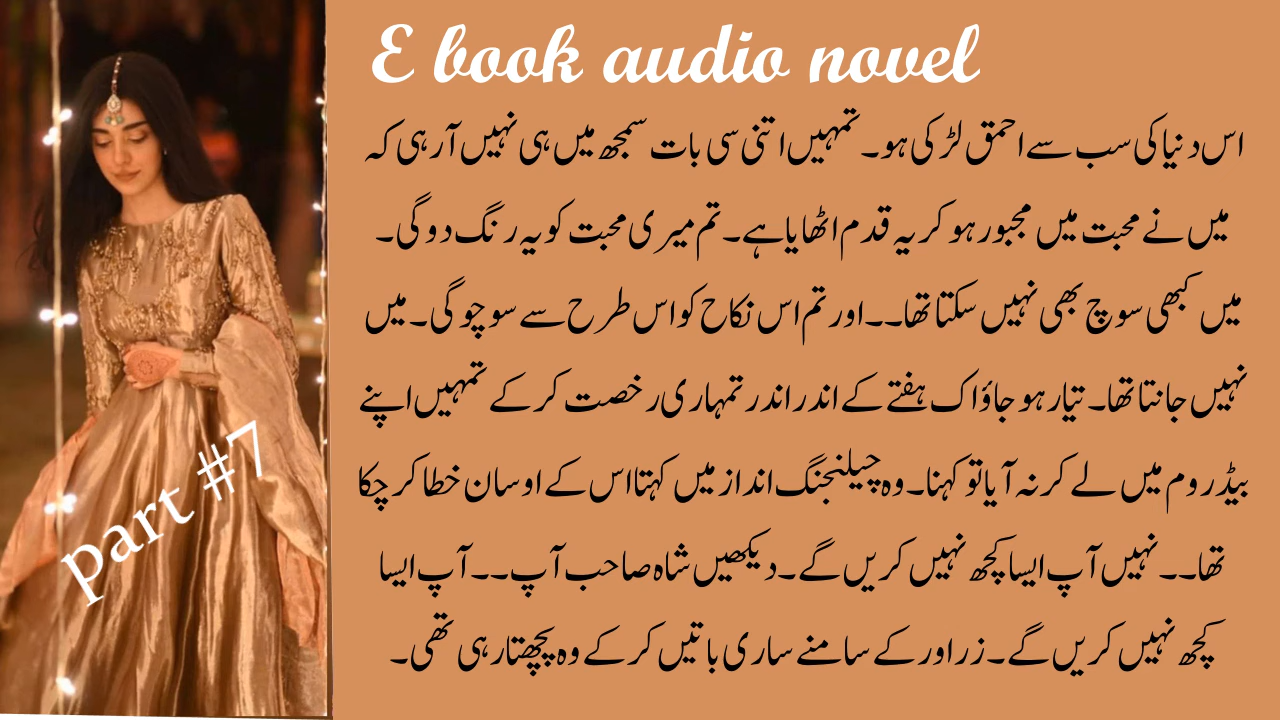 E book audio novel
اس دنیا کی سب سے احمق لڑکی ہو۔ تمہیں اتنی سی بات سمجھ میں ہی نہیں آرہی کہ
میں نے محبت میں مجبور ہو کر یہ قدم اٹھایا ہے۔ تم میری محبت کو یہ رنگ دو گی۔
میں کبھی سوچ بھی نہیں سکتا تھا۔۔اور تم اس نکاح کو اس طرح سے سوچو گی۔ میں
نہیں جانتا تھا۔ تیار ہو جاؤ اک ہفتے کے اندر اندر تمہاری رخصت کر کے تمہیں اپنے
بیڈروم میں لے کر نہ آیا تو کہنا۔ وہ چیلنجنگ انداز میں کہتا اس کے اوسان خطا کر چکا
تھا۔۔ نہیں آپ ایسا کچھ نہیں کریں گے۔ دیکھیں شاہ صاحب آپ۔۔ آپ ایسا
کچھ نہیں کریں گے۔ زراور کے سامنے ساری باتیں کر کے وہ پچھتا رہی تھی۔
part #7